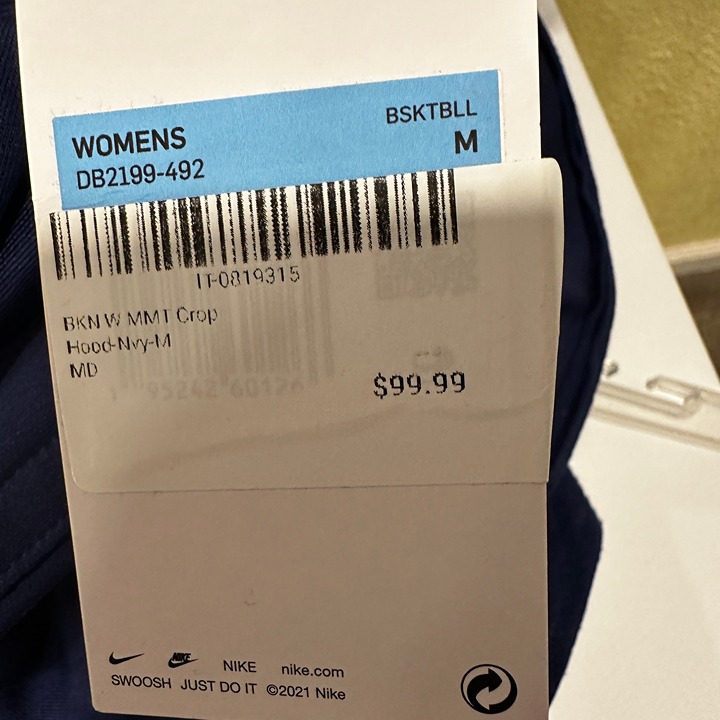 WOMENS BSKTBLL
DB2199-492 M
IT-0819315
BKN W MMT Crop
Hood-Nvy-M
MD
$99.99
NIKE NIKE nike.com
SWOOSH JUST DO IT ©2021 Nike